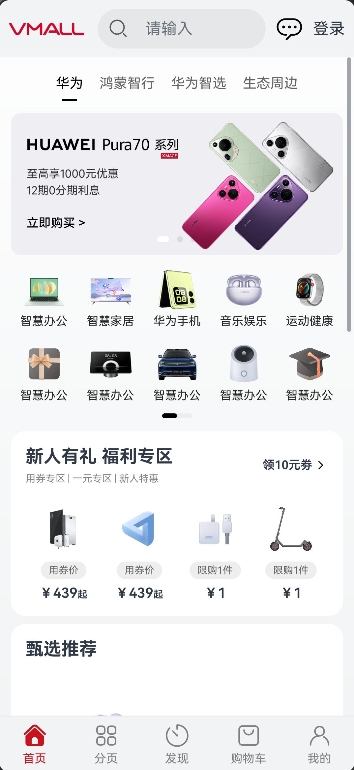 VMALL
请输入
登录
华为 鸿蒙智行 华为智选 生态周边
HUAWEI Pura70 系列
XMAGE
至高享1000元优惠
12期0分期利息
立即购买 >
智慧办公 智慧家居 华为手机 音乐娱乐 运动健康
智慧办公 智慧办公 智慧办公 智慧办公 智慧办公
新人有礼 福利专区
领10元券 >
用券专区 | 一元专区 | 新人特惠
用券价 用券价 限购1件 限购1件
¥439起 ¥439起 ¥1 ¥1
甄选推荐
首页 分页 发现 购物车 我的